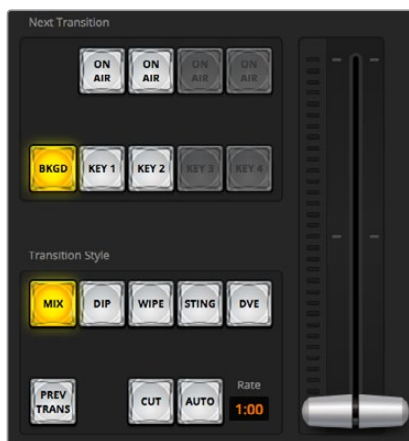 Next Transition
ON AIR ON AIR ON AIR ON AIR
BKGD KEY 1 KEY 2 KEY 3 KEY 4
Transition Style
MIX DIP WIPE STING DVE
Rate
PREV TRANS CUT AUTO 1:00